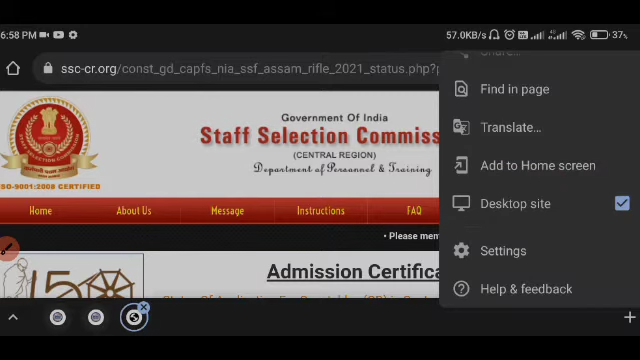 6:58 PM
57.0KB/s
37%
Share...
ssc-cr.org/const_gd_capfs_nia_ssf_assam_rifle_2021_status.php?
Find in page
Government Of India
Staff Selection Commiss
Translate...
(CENTRAL REGION)
Department of Personnel & Training
Add to Home screen
ISO-9001:2008 CERTIFIED
Desktop site
Home About Us Message Instructions FAQ
• Please mem
Settings
Admission Certifica
150
Help & feedback